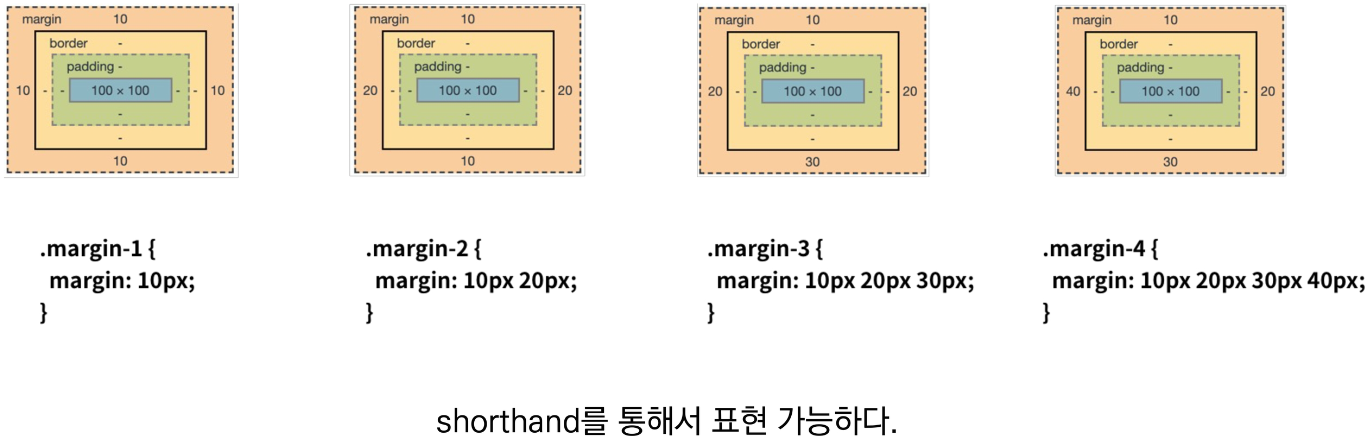 margin 10
border -
padding -
10 - - 100 × 100 - - 10
-
-
10
margin 10
border -
padding -
20 - - 100 × 100 - - 20
-
-
10
margin 10
border -
padding -
20 - - 100 × 100 - - 20
-
-
30
margin 10
border -
padding -
40 - - 100 × 100 - - 20
-
-
30
.margin-1 {
margin: 10px;
}
.margin-2 {
margin: 10px 20px;
}
.margin-3 {
margin: 10px 20px 30px;
}
.margin-4 {
margin: 10px 20px 30px 40px;
}
shorthand를 통해서 표현 가능하다.